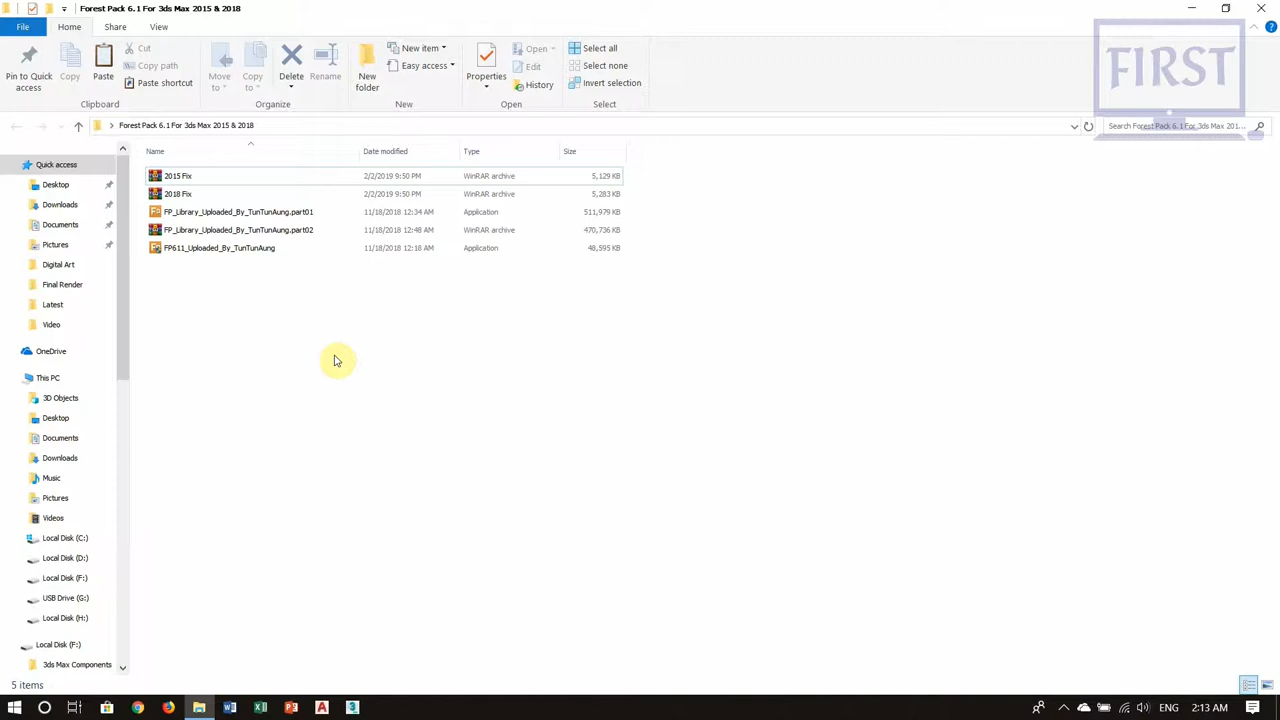 Forest Pack 6.1 For 3ds Max 2015 & 2018
File
Home
Share
View
FIRST
Pin to Quick access
Copy
Paste
Cut
Copy path
Paste shortcut
Move to
Copy to
Delete
Rename
New folder
New item
Easy access
Properties
Open
Edit
History
Select all
Select none
Invert selection
Clipboard
Organize
New
Open
Select
Forest Pack 6.1 For 3ds Max 2015 & 2018
Search Forest Pack 6.1 For 3ds Max 201...
Name
Date modified
Type
Size
2015 Fix 2/2/2019 9:50 PM WinRAR archive 5,129 KB
2018 Fix 2/2/2019 9:50 PM WinRAR archive 5,283 KB
FP_Library_Uploaded_By_TunTunAung.part01 11/18/2018 12:34 AM Application 511,979 KB
FP_Library_Uploaded_By_TunTunAung.part02 11/18/2018 12:48 AM WinRAR archive 470,736 KB
FP611_Uploaded_By_TunTunAung 11/18/2018 12:18 AM Application 48,595 KB
Quick access
Desktop
Downloads
Documents
Pictures
Digital Art
Final Render
Latest
Video
OneDrive
This PC
3D Objects
Desktop
Documents
Downloads
Music
Pictures
Videos
Local Disk (C:)
Local Disk (D:)
Local Disk (F:)
USB Drive (G:)
Local Disk (H:)
Local Disk (F:)
3ds Max Components
5 items
ENG
2:13 AM